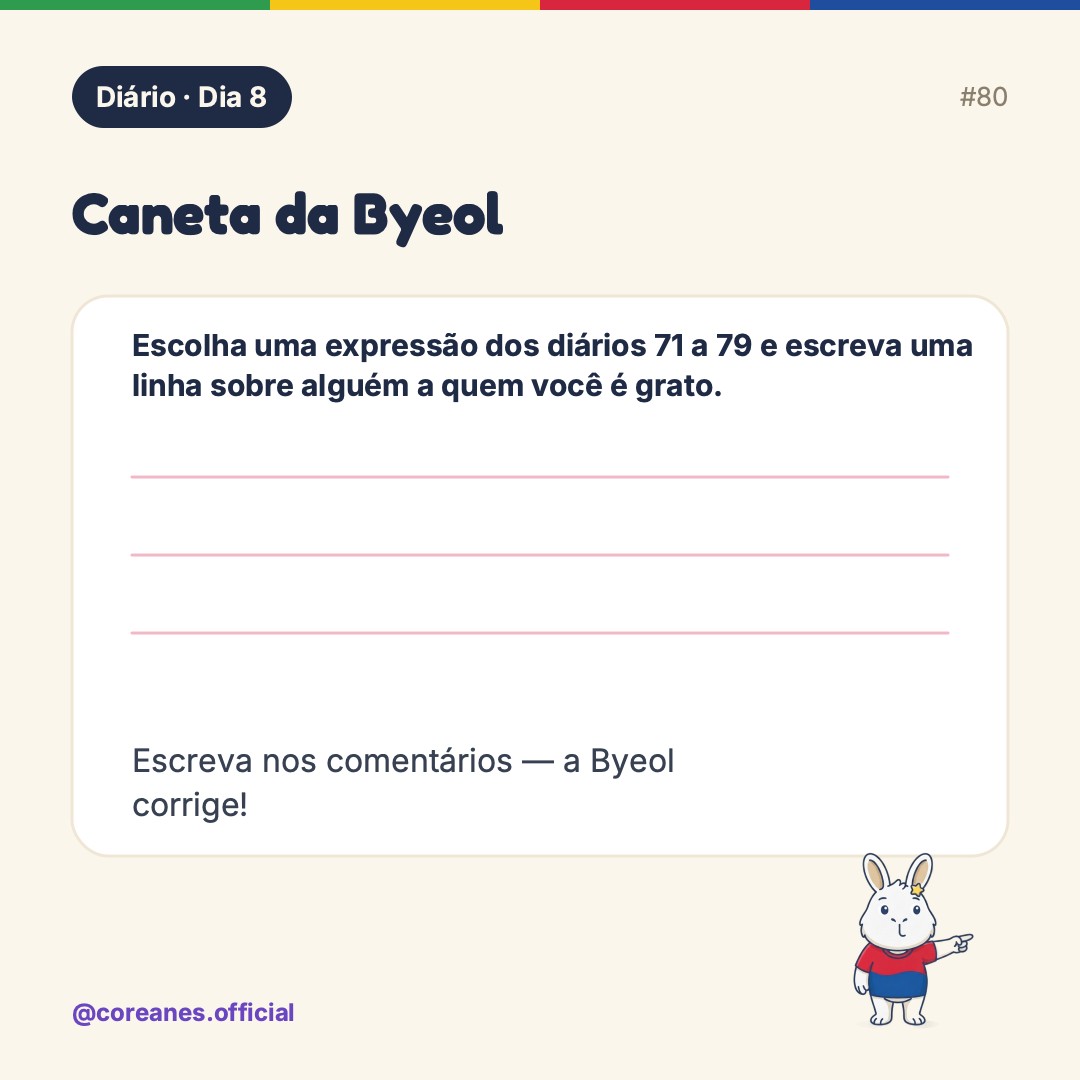 Diário · Dia 8
#80
Caneta da Byeol
Escolha uma expressão dos diários 71 a 79 e escreva uma
linha sobre alguém a quem você é grato.
Escreva nos comentários — a Byeol
corrige!
@coreanes.official